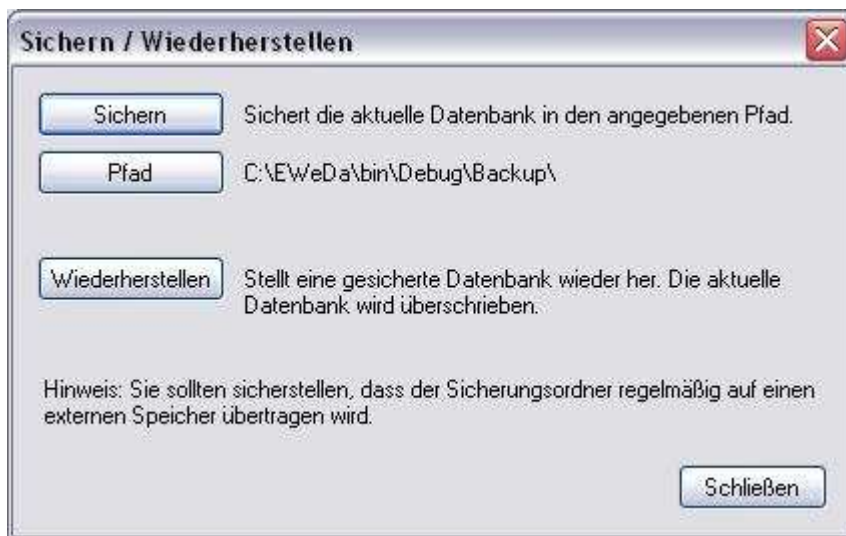 Sichern / Wiederherstellen
Sichern
Sichert die aktuelle Datenbank in den angegebenen Pfad.
Pfad
C:\EWeDa\bin\Debug\Backup\
Wiederherstellen
Stellt eine gesicherte Datenbank wieder her. Die aktuelle
Datenbank wird überschrieben.
Hinweis: Sie sollten sicherstellen, dass der Sicherungsordner regelmäßig auf einen
externen Speicher übertragen wird.
Schließen